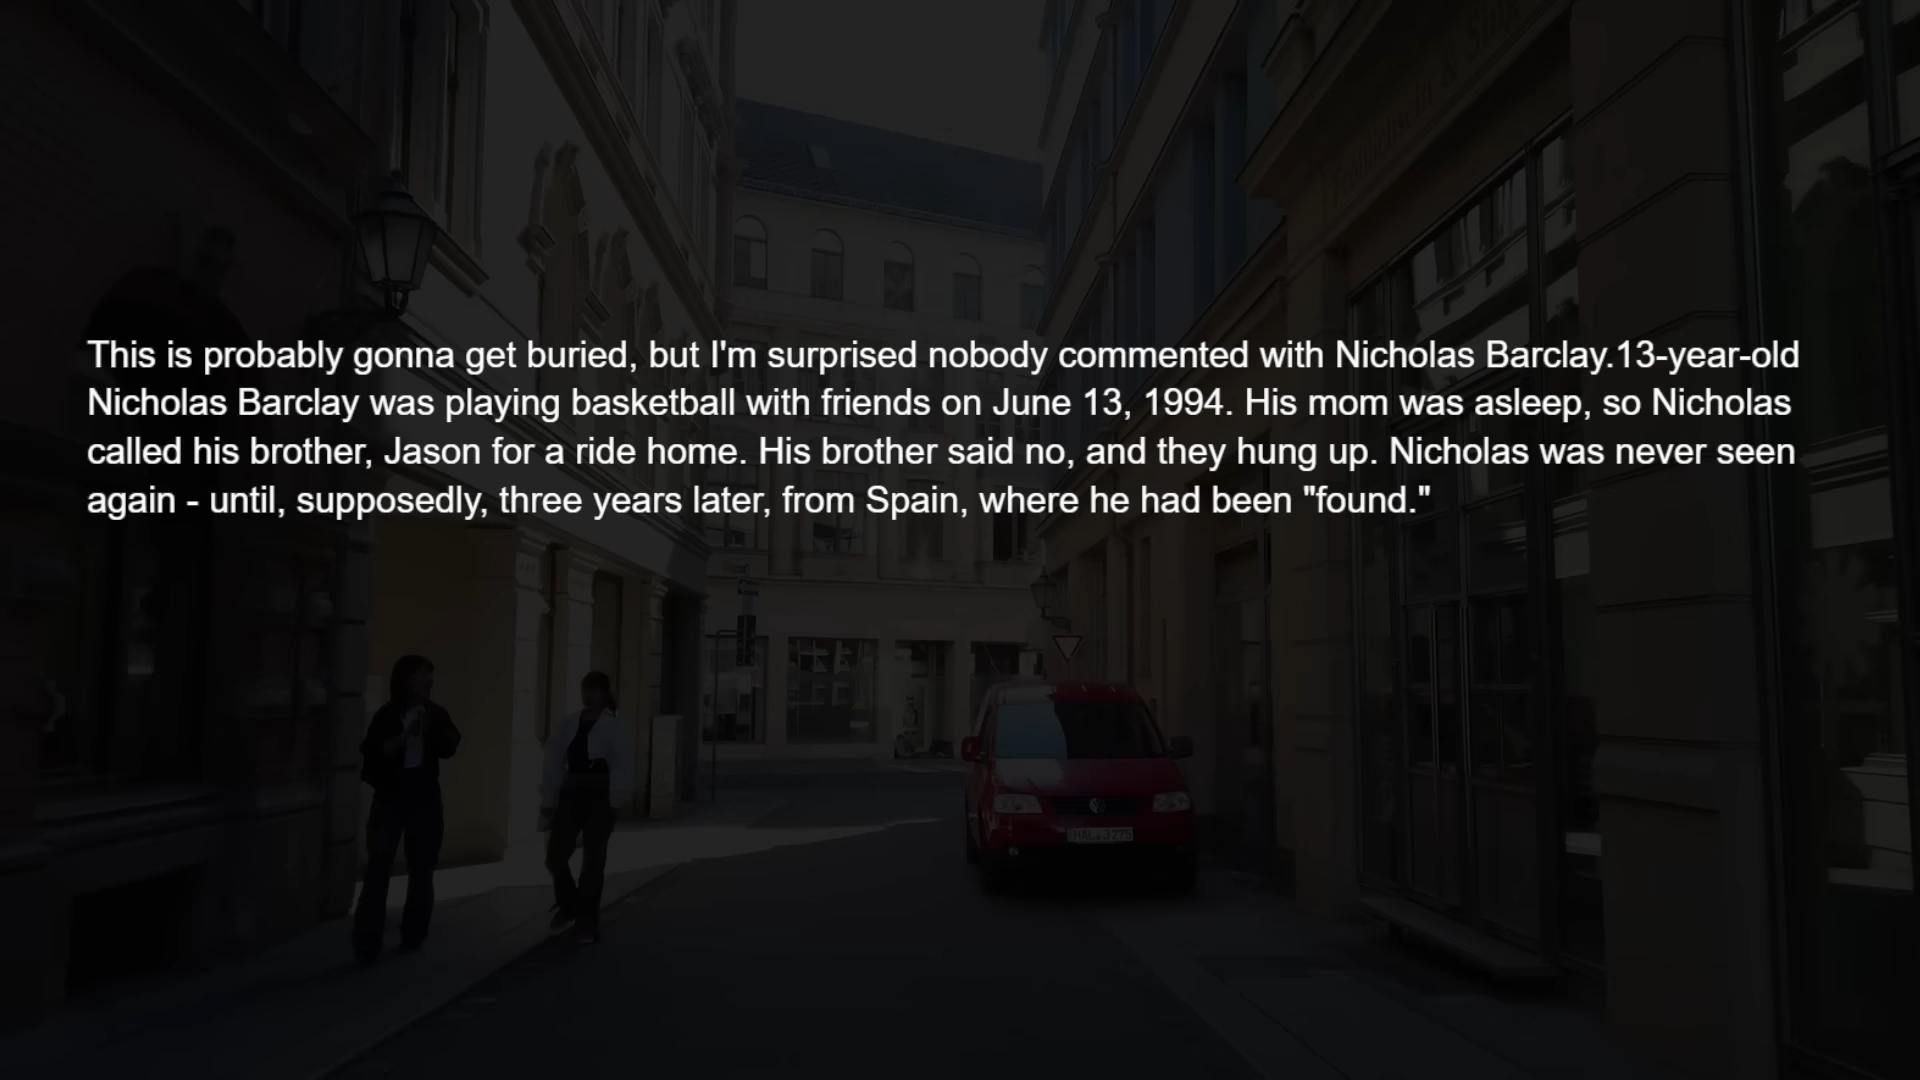 This is probably gonna get buried, but I'm surprised nobody commented with Nicholas Barclay.13-year-old
Nicholas Barclay was playing basketball with friends on June 13, 1994. His mom was asleep, so Nicholas
called his brother, Jason for a ride home. His brother said no, and they hung up. Nicholas was never seen
again - until, supposedly, three years later, from Spain, where he had been "found."
HAL J 275